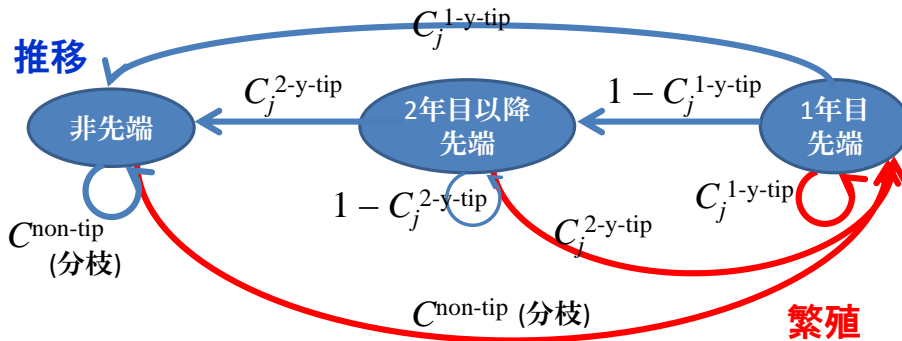 C_j^{1-y-tip}
推移
C_j^{2-y-tip}
1 − C_j^{1-y-tip}
非先端
2年目以降
先端
1年目
先端
C^{non-tip}
(分枝)
1 − C_j^{2-y-tip}
C_j^{2-y-tip}
C_j^{1-y-tip}
C^{non-tip} (分枝)
繁殖